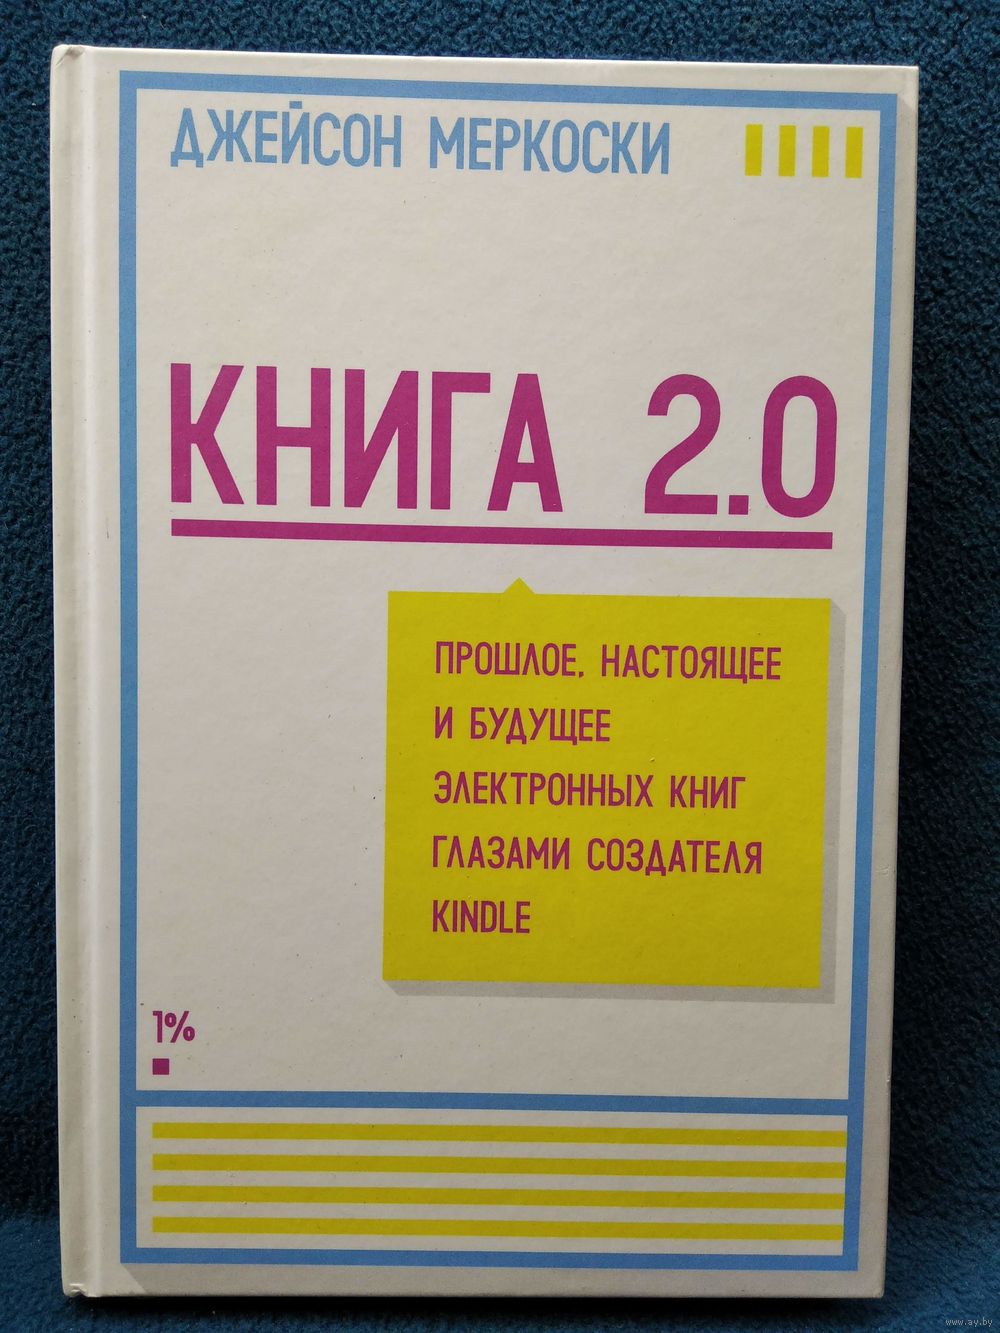 ДЖЕЙСОН МЕРКОСКИ
КНИГА 2.0
ПРОШЛОЕ, НАСТОЯЩЕЕ
И БУДУЩЕЕ
ЭЛЕКТРОННЫХ КНИГ
ГЛАЗАМИ СОЗДАТЕЛЯ
KINDLE
1%
www.ay.by